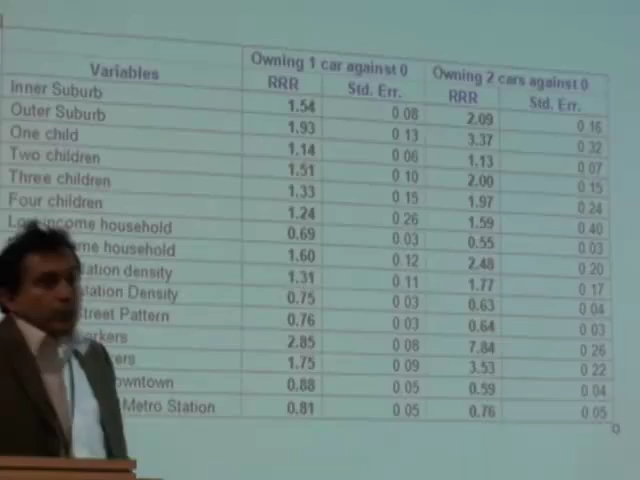 Variables Owning 1 car against 0 Owning 2 cars against 0
RRR Std. Err. RRR Std. Err.
Inner Suburb 1.54 0.08 2.09 0.16
Outer Suburb 1.93 0.13 3.37 0.32
One child 1.14 0.06 1.13 0.07
Two children 1.51 0.10 2.00 0.15
Three children 1.33 0.15 1.97 0.24
Four children 1.24 0.26 1.59 0.40
household 0.69 0.03 0.55 0.03
household 1.60 0.12 2.48 0.20
density 1.31 0.11 1.77 0.17
Density 0.75 0.03 0.63 0.04
Pattern 0.76 0.03 0.64 0.03
2.85 0.08 7.84 0.26
1.75 0.09 3.53 0.22
0.88 0.05 0.59 0.04
Metro Station 0.81 0.05 0.76 0.05